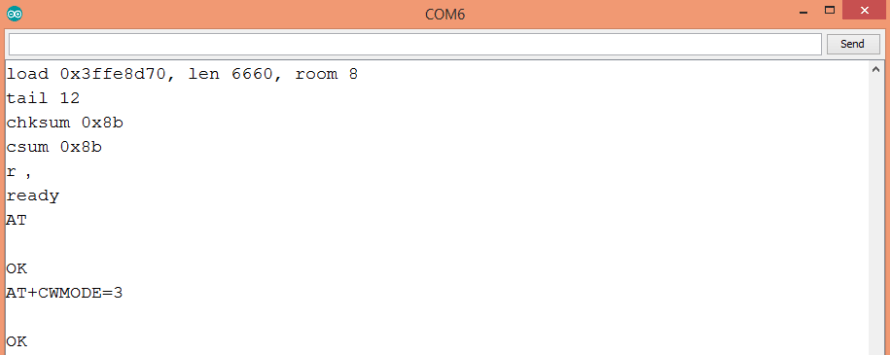 COM6
Send
load 0x3ffe8d70, len 6660, room 8
tail 12
chksum 0x8b
csum 0x8b
r ,
ready
AT
OK
AT+CWMODE=3
OK